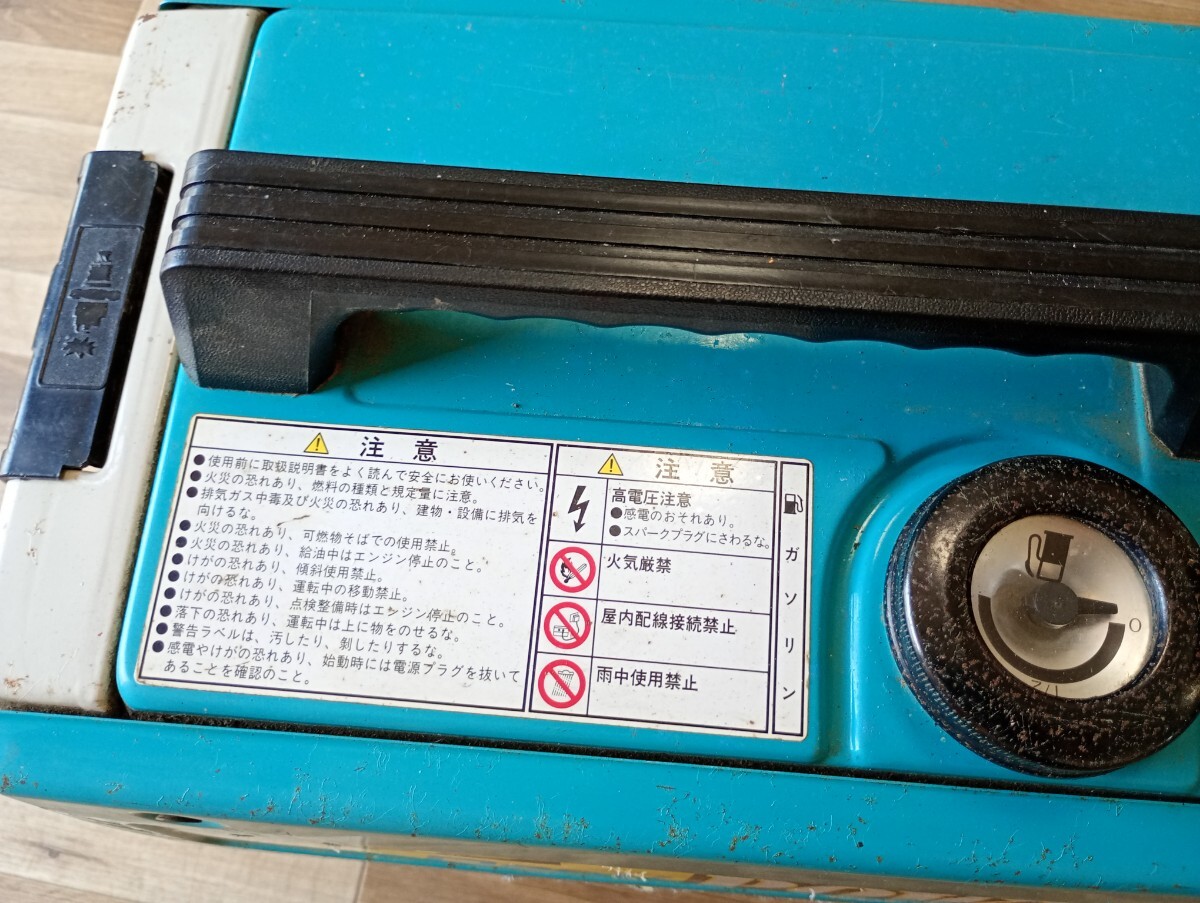 注意
●使用前に取扱説明書をよく読んで安全にお使いください。
●火災の恐れあり、燃料の種類と規定量に注意。
●排気ガス中毒及び火災の恐れあり、建物・設備に排気を
向けるな。
●火災の恐れあり、可燃物そばでの使用禁止。
●火災の恐れあり、給油中はエンジン停止のこと。
●けがの恐れあり、傾斜使用禁止。
●けがの恐れあり、運転中の移動禁止。
●けがの恐れあり、点検整備時はエンジン停止のこと。
●落下の恐れあり、運転中は上に物をのせるな。
●警告ラベルは、汚したり、剥したりするな。
●感電やけがの恐れあり、始動時には電源プラグを抜いて
あることを確認のこと。
注意
高電圧注意
●感電のおそれあり。
●スパークプラグにさわるな。
火気厳禁
屋内配線接続禁止
雨中使用禁止
ガソリン
O
1/2